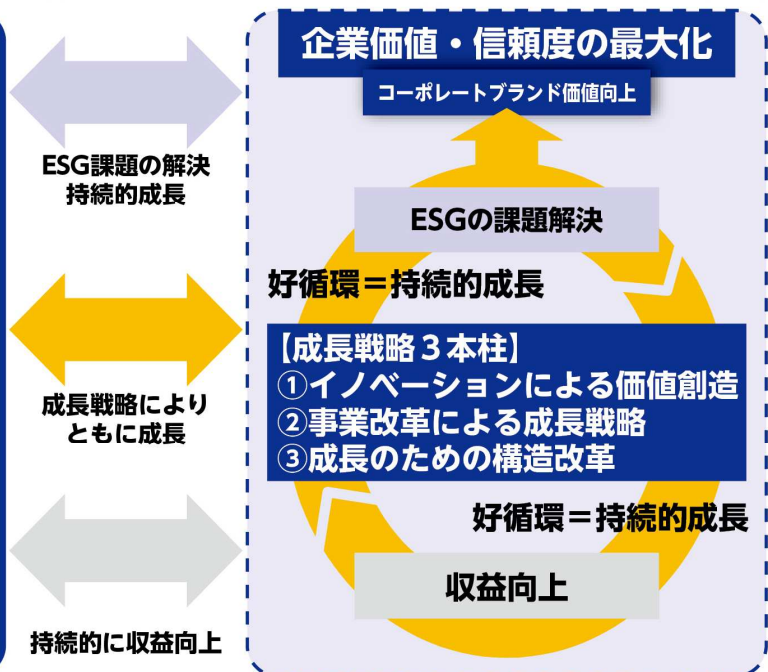 企業価値・信頼度の最大化
コーポレートブランド価値向上
ESG課題の解決
持続的成長
ESGの課題解決
好循環＝持続的成長
成長戦略により
ともに成長
【成長戦略３本柱】
①イノベーションによる価値創造
②事業改革による成長戦略
③成長のための構造改革
好循環＝持続的成長
収益向上
持続的に収益向上